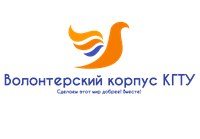 Волонтерский корпус КГТУ
Сделаем этот мир добрее! Вместе!